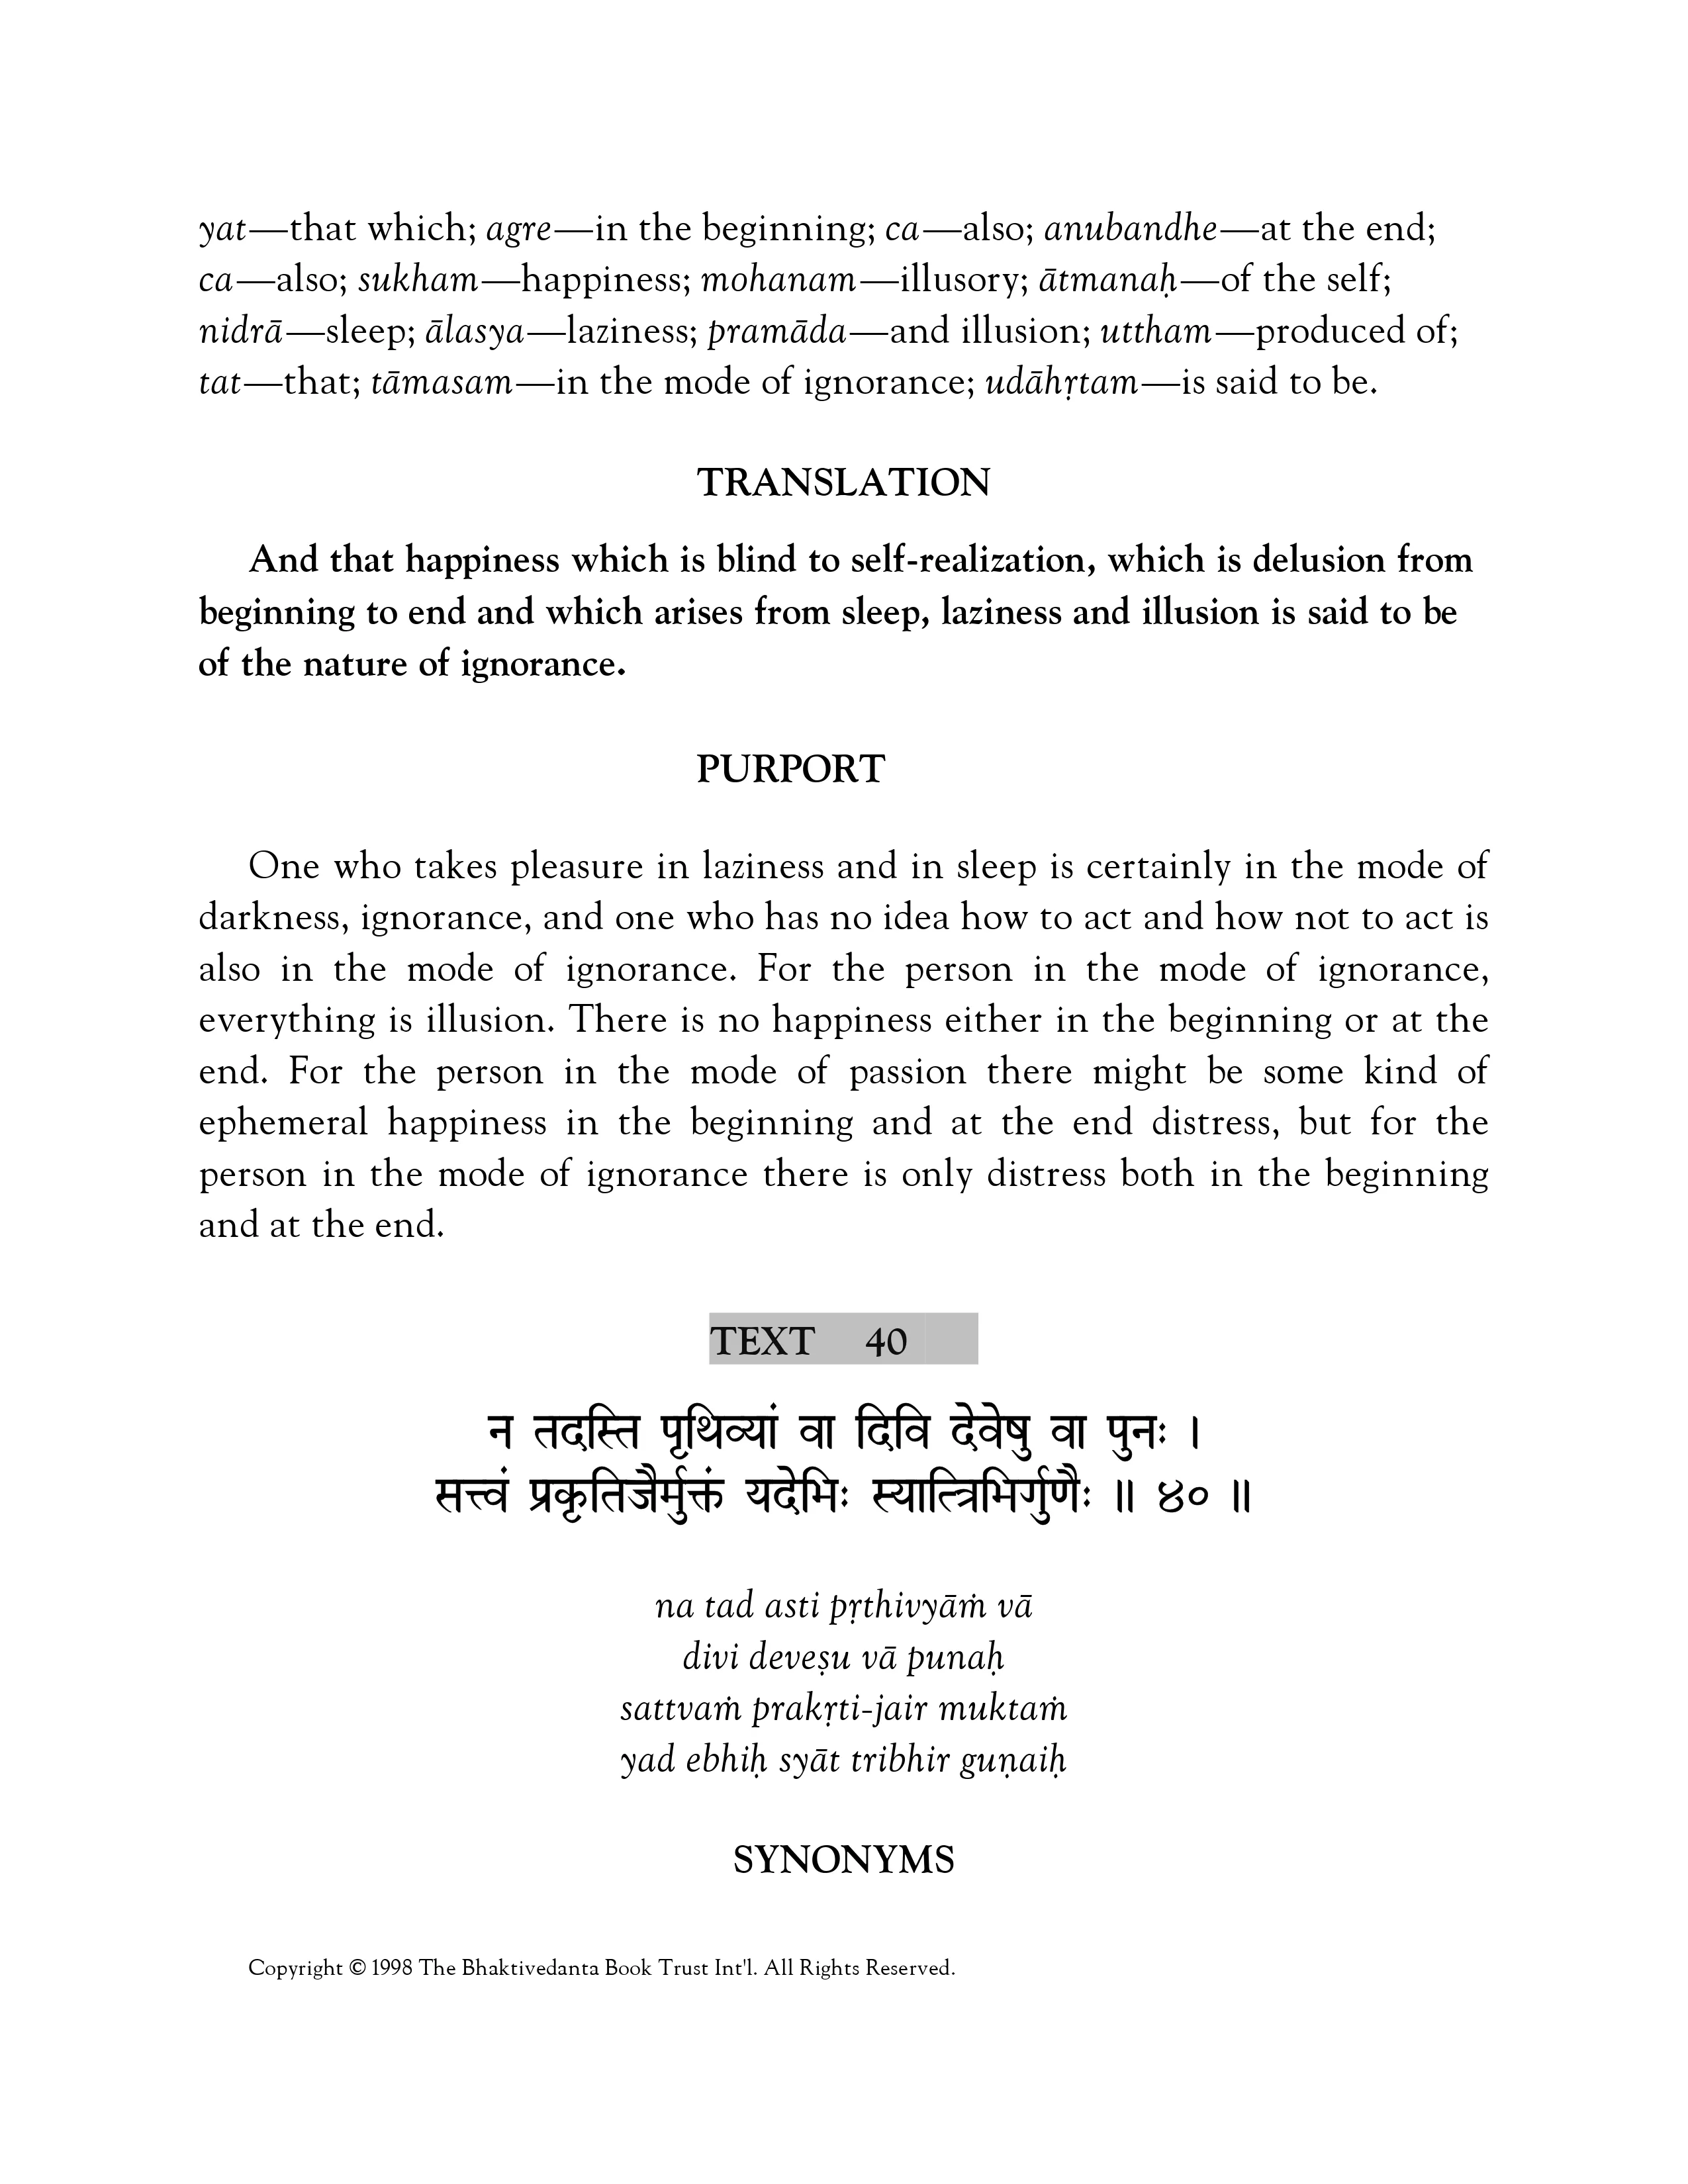 yat—that which; agre—in the beginning; ca—also; anubandhe—at the end;
ca—also; sukham—happiness; mohanam—illusory; ātmanaḥ—of the self;
nidrā—sleep; ālasya—laziness; pramāda—and illusion; uttham—produced of;
tat—that; tāmasam—in the mode of ignorance; udāhṛtam—is said to be.
TRANSLATION
And that happiness which is blind to self-realization, which is delusion from
beginning to end and which arises from sleep, laziness and illusion is said to be
of the nature of ignorance.
PURPORT
One who takes pleasure in laziness and in sleep is certainly in the mode of
darkness, ignorance, and one who has no idea how to act and how not to act is
also in the mode of ignorance. For the person in the mode of ignorance,
everything is illusion. There is no happiness either in the beginning or at the
end. For the person in the mode of passion there might be some kind of
ephemeral happiness in the beginning and at the end distress, but for the
person in the mode of ignorance there is only distress both in the beginning
and at the end.
TEXT 40
न तदस्ति पृथिव्यां वा दिवि देवेषु वा पुनः ।
सत्त्वं प्रकृतिजैर्मुक्तं यदेभिः स्यात्त्रिभिर्गुणैः ॥ ४० ॥
na tad asti pṛthivyāṁ vā
divi deveṣu vā punaḥ
sattvaṁ prakṛti-jair muktaṁ
yad ebhiḥ syāt tribhir guṇaiḥ
SYNONYMS
Copyright © 1998 The Bhaktivedanta Book Trust Int'l. All Rights Reserved.